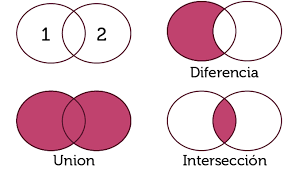 1 2
Diferencia
Union
Intersección